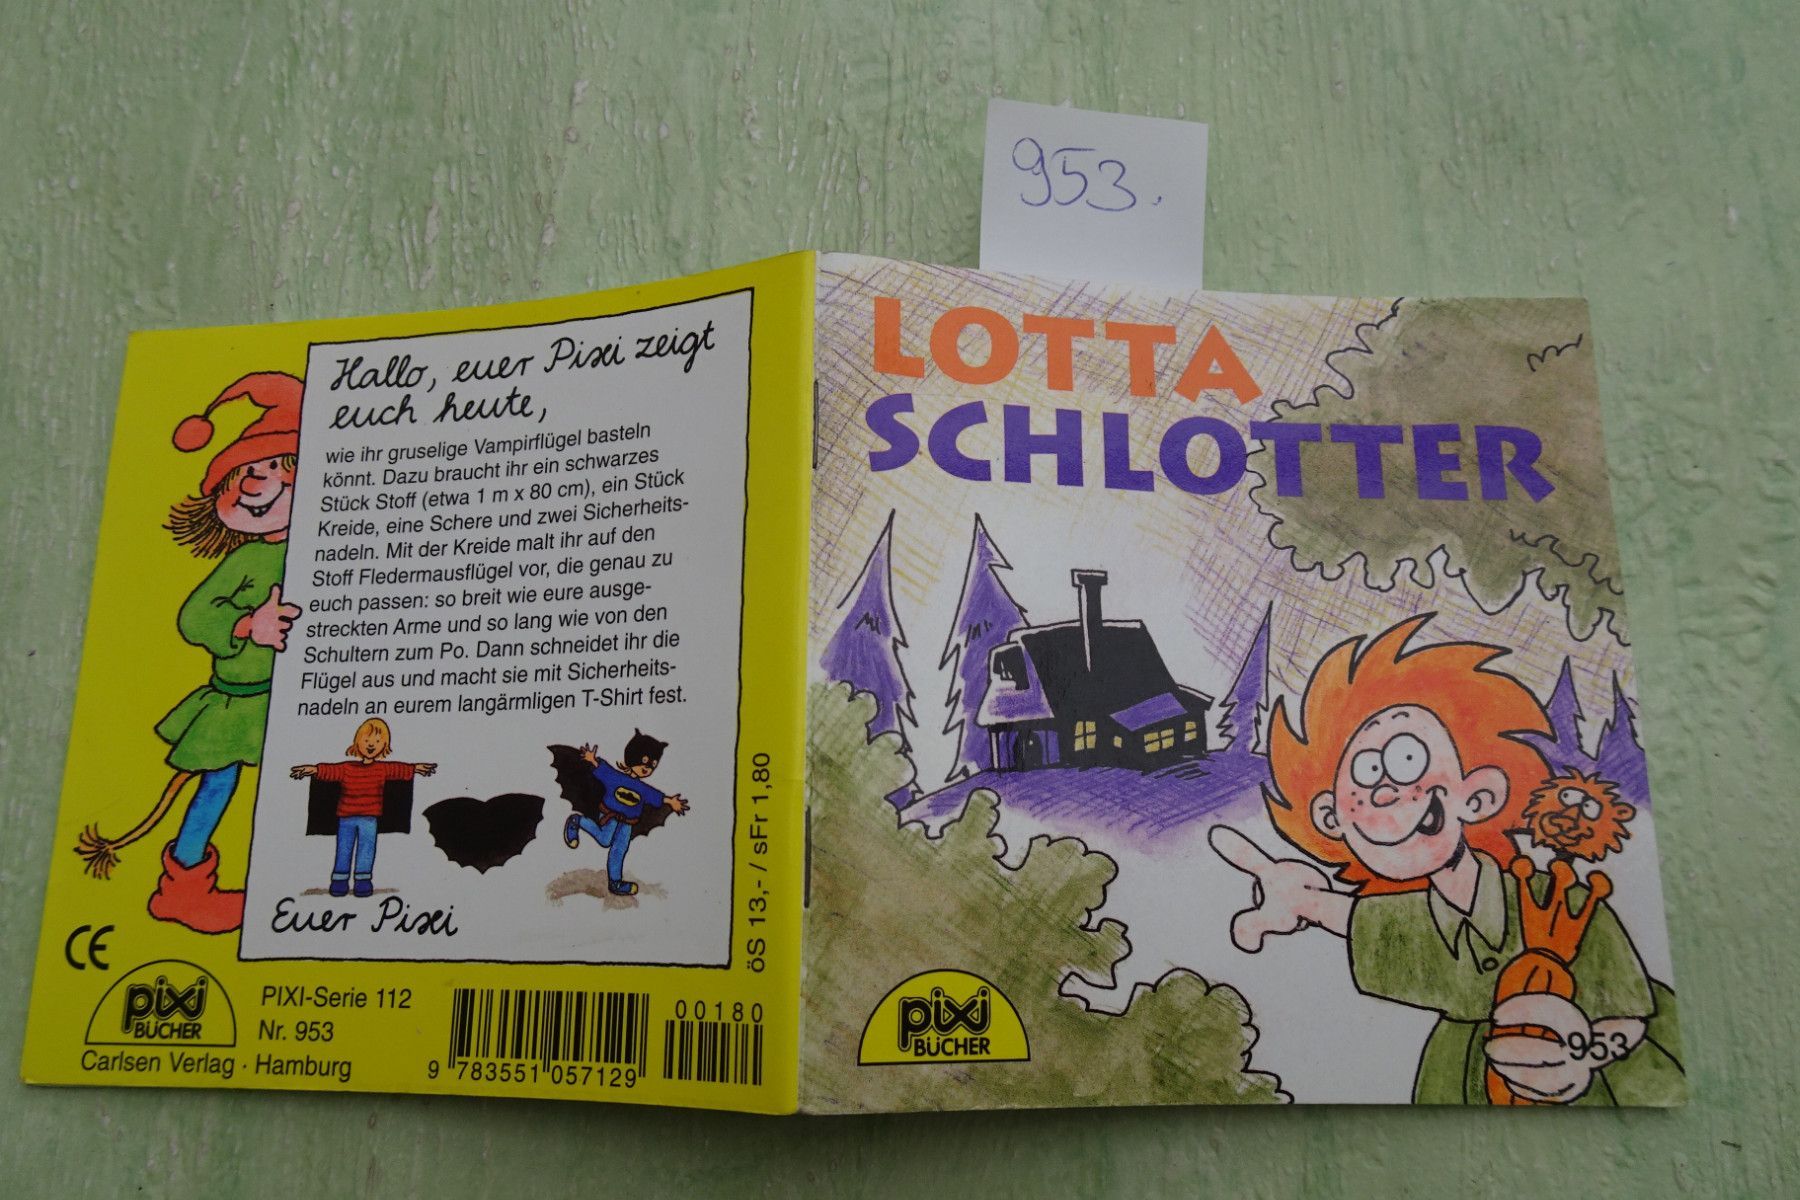 953.
Hallo, euer Pixi zeigt
euch heute,
wie ihr gruselige Vampirflügel basteln
könnt. Dazu braucht ihr ein schwarzes
Stück Stoff (etwa 1 m x 80 cm), ein Stück
Kreide, eine Schere und zwei Sicherheits-
nadeln. Mit der Kreide malt ihr auf den
Stoff Fledermausflügel vor, die genau zu
euch passen: so breit wie eure ausge-
streckten Arme und so lang wie von den
Schultern zum Po. Dann schneidet ihr die
Flügel aus und macht sie mit Sicherheits-
nadeln an eurem langärmligen T-Shirt fest.
Euer Pixi
öS 13,- / sFr 1,80
CE
pixi
BÜCHER
PIXI-Serie 112
Nr. 953
Carlsen Verlag · Hamburg
00180
9 783551 057129
LOTTA
SCHLOTTER
pixi
BÜCHER
953